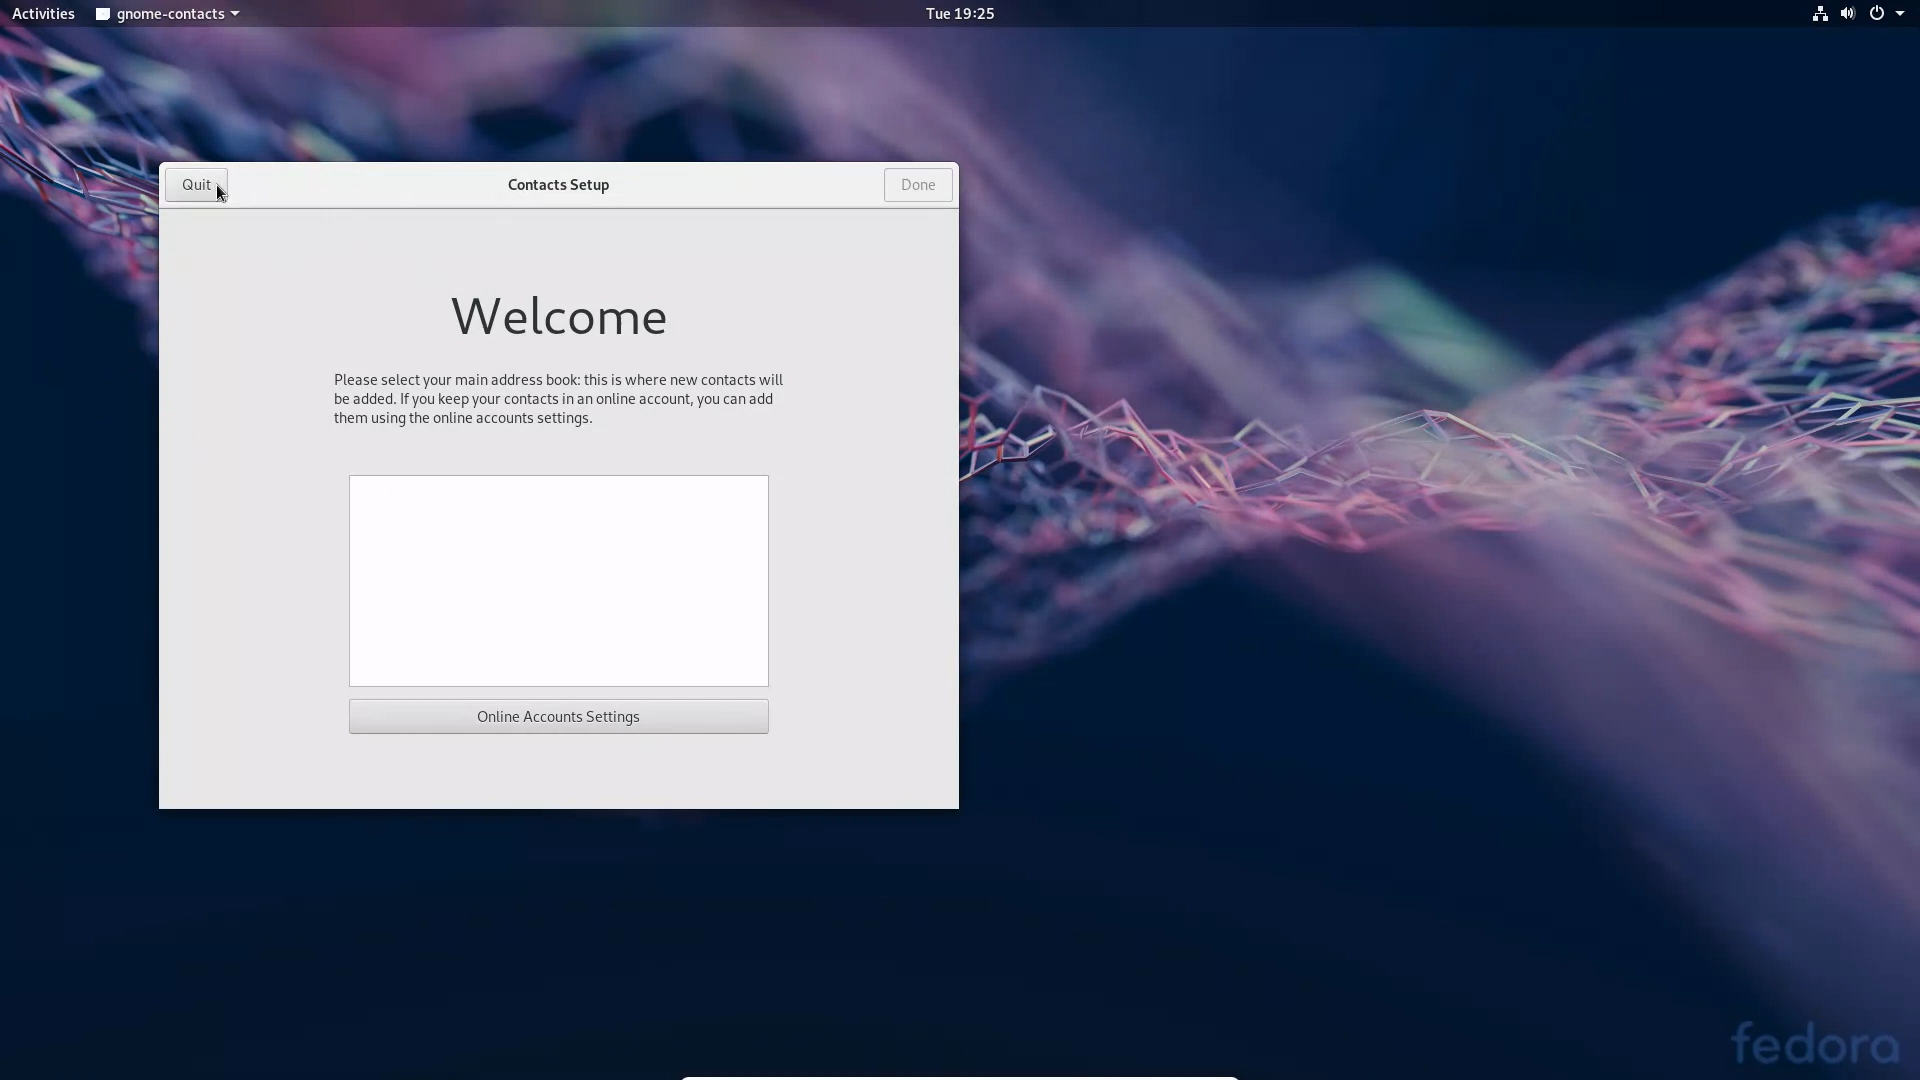 Activities
gnome-contacts
Tue 19:25
Quit
Contacts Setup
Done
Welcome
Please select your main address book: this is where new contacts will
be added. If you keep your contacts in an online account, you can add
them using the online accounts settings.
Online Accounts Settings
fedora